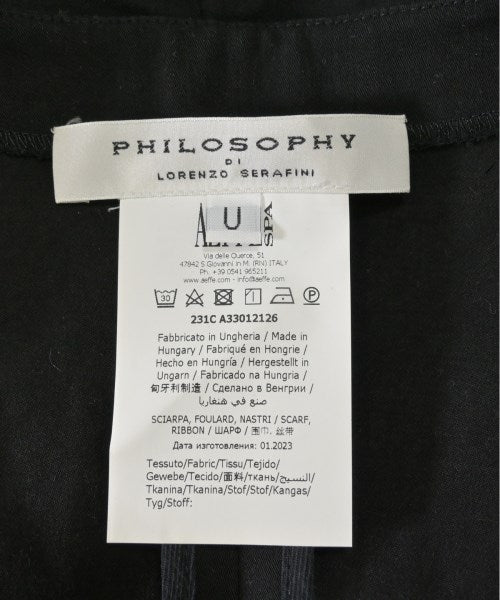 PHILOSOPHY
DI
LORENZO SERAFINI
U
AEFFE SPA
Via delle Querce, 51
47842 S.Giovanni in M. (RN) ITALY
Ph. +39 0541 965211
www.aeffe.com - info@aeffe.com
30 P
231C A33012126
Fabbricato in Ungheria / Made in
Hungary / Fabriqué en Hongrie /
Hecho en Hungría / Hergestellt in
Ungarn / Fabricado na Hungria /
匈牙利制造 / Сделано в Венгрии /
صنع في هنغاريا
SCIARPA, FOULARD, NASTRI / SCARF,
RIBBON / ШАРФ / 围巾. 丝带
Дата изготовления: 01.2023
Tessuto/Fabric/Tissu/Tejido/
Gewebe/Tecido/面料/ткань/النسيج/
Tkanina/Tkanina/Stof/Stof/Kangas/
Tyg/Stoff: